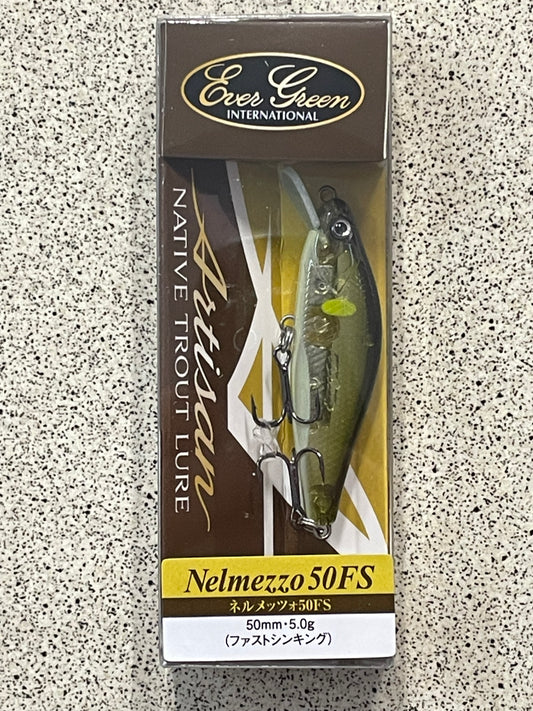 Ever Green
INTERNATIONAL
Artisan
NATIVE TROUT LURE
Nelmezzo 50FS
ネルメッツォ50FS
50mm･5.0g
(ファストシンキング)